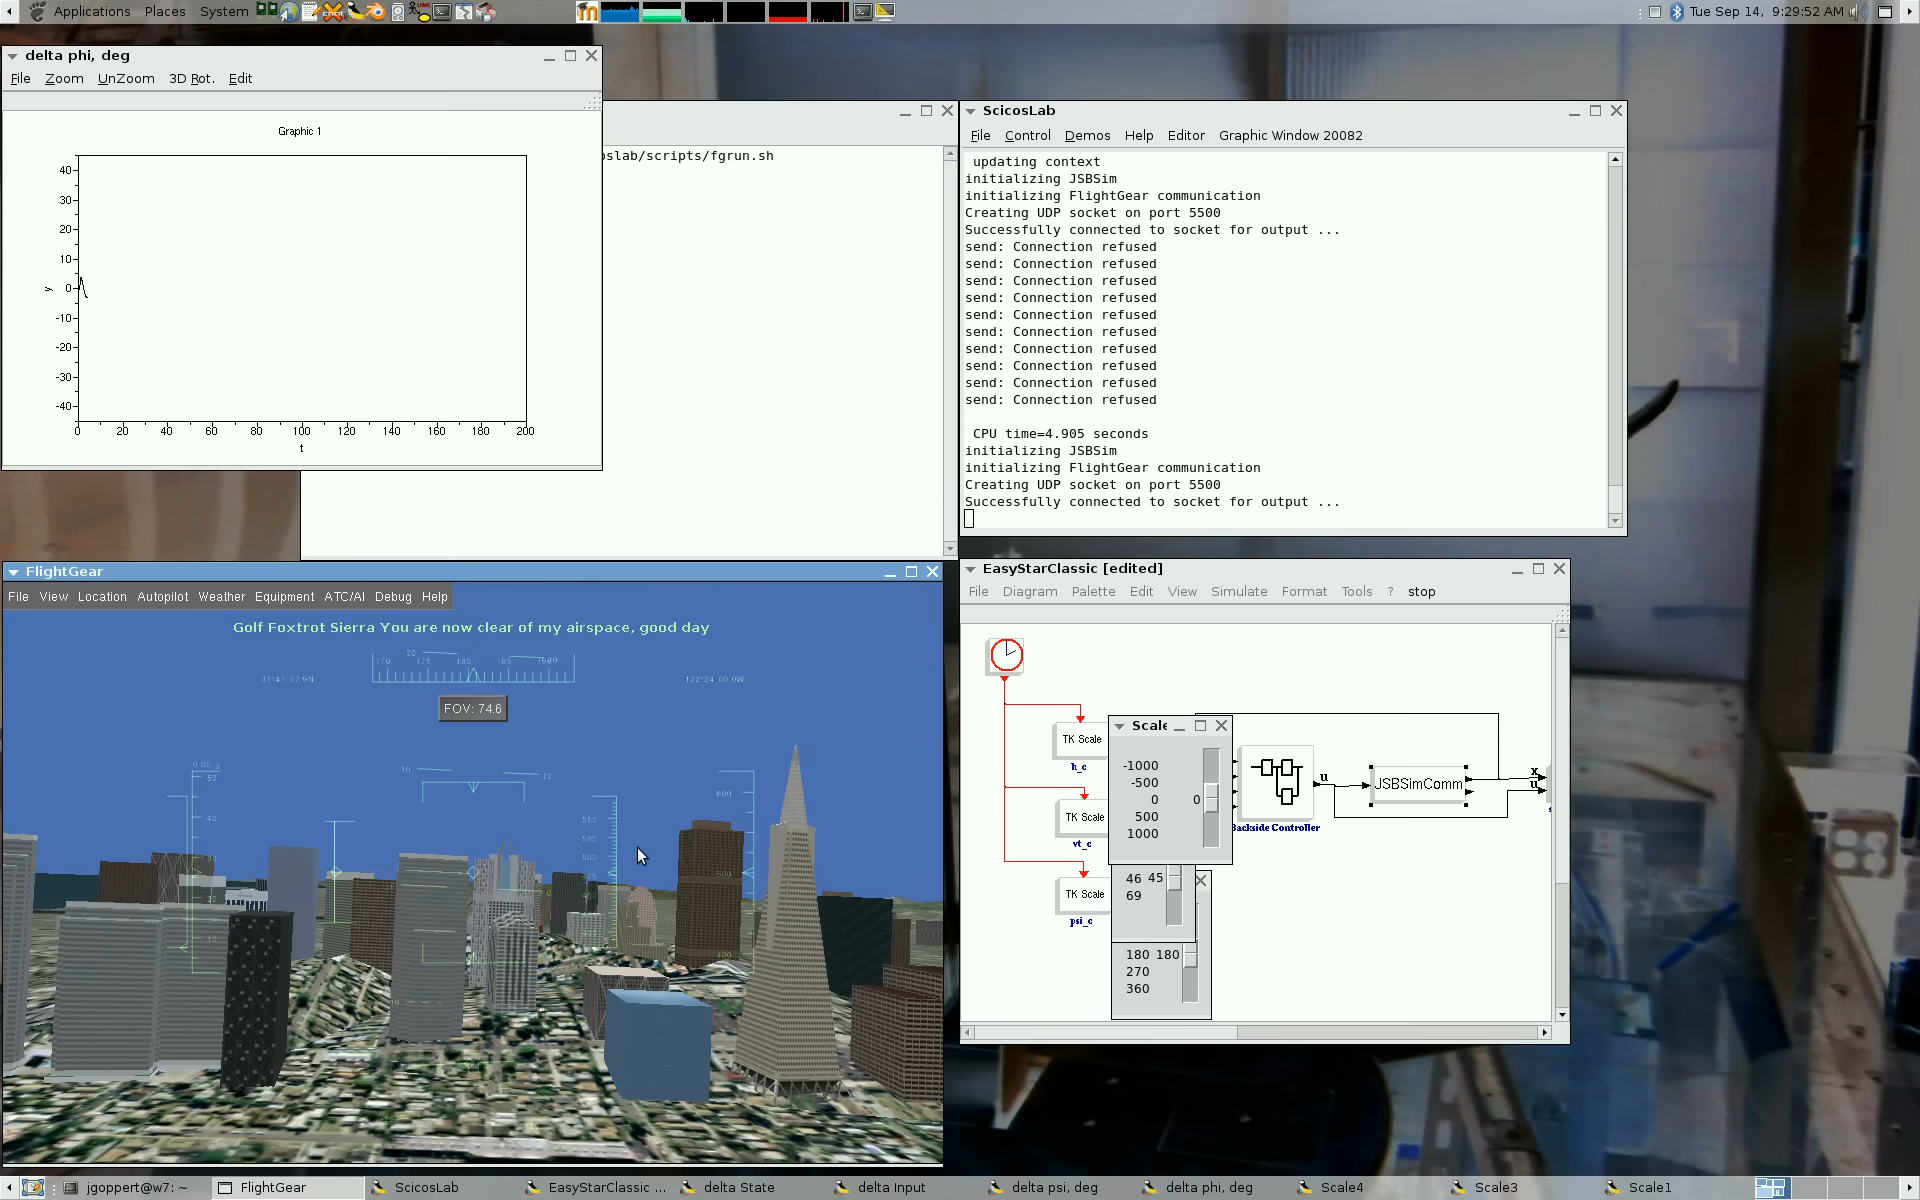 Applications Places System
Tue Sep 14, 9:29:52 AM
delta phi, deg
File Zoom UnZoom 3D Rot. Edit
Graphic 1
40
30
20
10
0
-10
-20
-30
-40
y
0 20 40 60 80 100 120 140 160 180 200
t
oslab/scripts/fgrun.sh
ScicosLab
File Control Demos Help Editor Graphic Window 20082
updating context
initializing JSBSim
initializing FlightGear communication
Creating UDP socket on port 5500
Successfully connected to socket for output ...
send: Connection refused
send: Connection refused
send: Connection refused
send: Connection refused
send: Connection refused
send: Connection refused
send: Connection refused
send: Connection refused
send: Connection refused
send: Connection refused
CPU time=4.905 seconds
initializing JSBSim
initializing FlightGear communication
Creating UDP socket on port 5500
Successfully connected to socket for output ...
FlightGear
File View Location Autopilot Weather Equipment ATC/AI Debug Help
Golf Foxtrot Sierra You are now clear of my airspace, good day
170 175 180 165
37°47'57.9N
FOV: 74.6
EasyStarClassic [edited]
File Diagram Palette Edit View Simulate Format Tools ? stop
TK Scale
h_c
TK Scale
vt_c
TK Scale
psi_c
Scale
-1000
-500
0 0
500
1000
46 45
69
180 180
270
360
Backside Controller
u
JSBSimComm
x
u
jgoppert@w7: ~
FlightGear
ScicosLab
EasyStarClassic ...
delta State
delta Input
delta psi, deg
delta phi, deg
Scale4
Scale3
Scale1